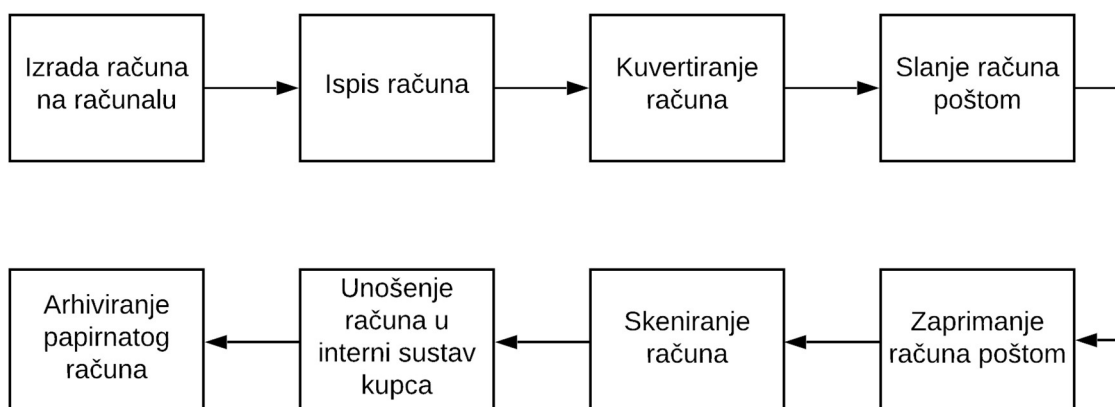 Izrada računa
na računalu
Ispis računa
Kuvertiranje
računa
Slanje računa
poštom
Arhiviranje
papirnatog
računa
Unošenje
računa u
interni sustav
kupca
Skeniranje
računa
Zaprimanje
računa poštom